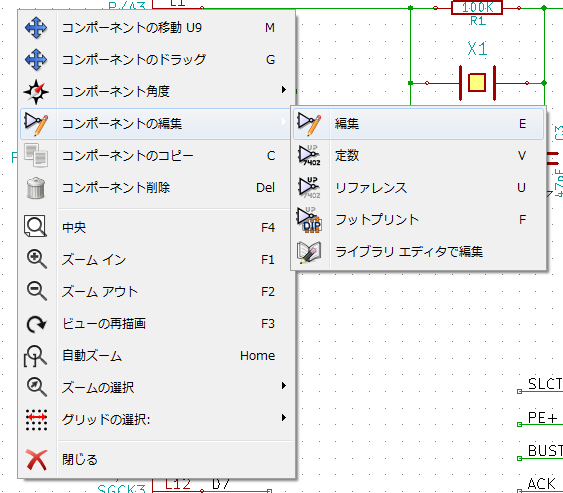 R/A3 L1
100K
R1
X1
コンポーネントの移動 U9 M
コンポーネントのドラッグ G
コンポーネント角度
コンポーネントの編集
コンポーネントのコピー C
コンポーネント削除 Del
中央 F4
ズーム イン F1
ズーム アウト F2
ビューの再描画 F3
自動ズーム Home
ズームの選択
グリッドの選択:
閉じる
編集 E
定数 V
リファレンス U
フットプリント F
ライブラリ エディタで編集
C3
47pF
SLCT
PE+
BUST
ACK
SGCK3 L12 D7